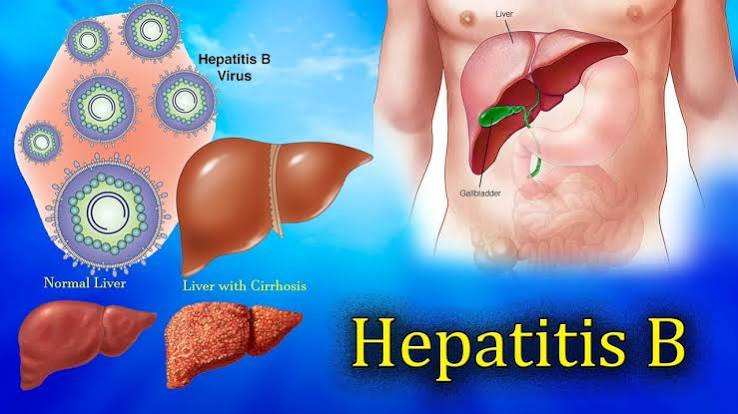 Hepatitis B
Virus
Liver
Gallbladder
Normal Liver
Liver with Cirrhosis
Hepatitis B